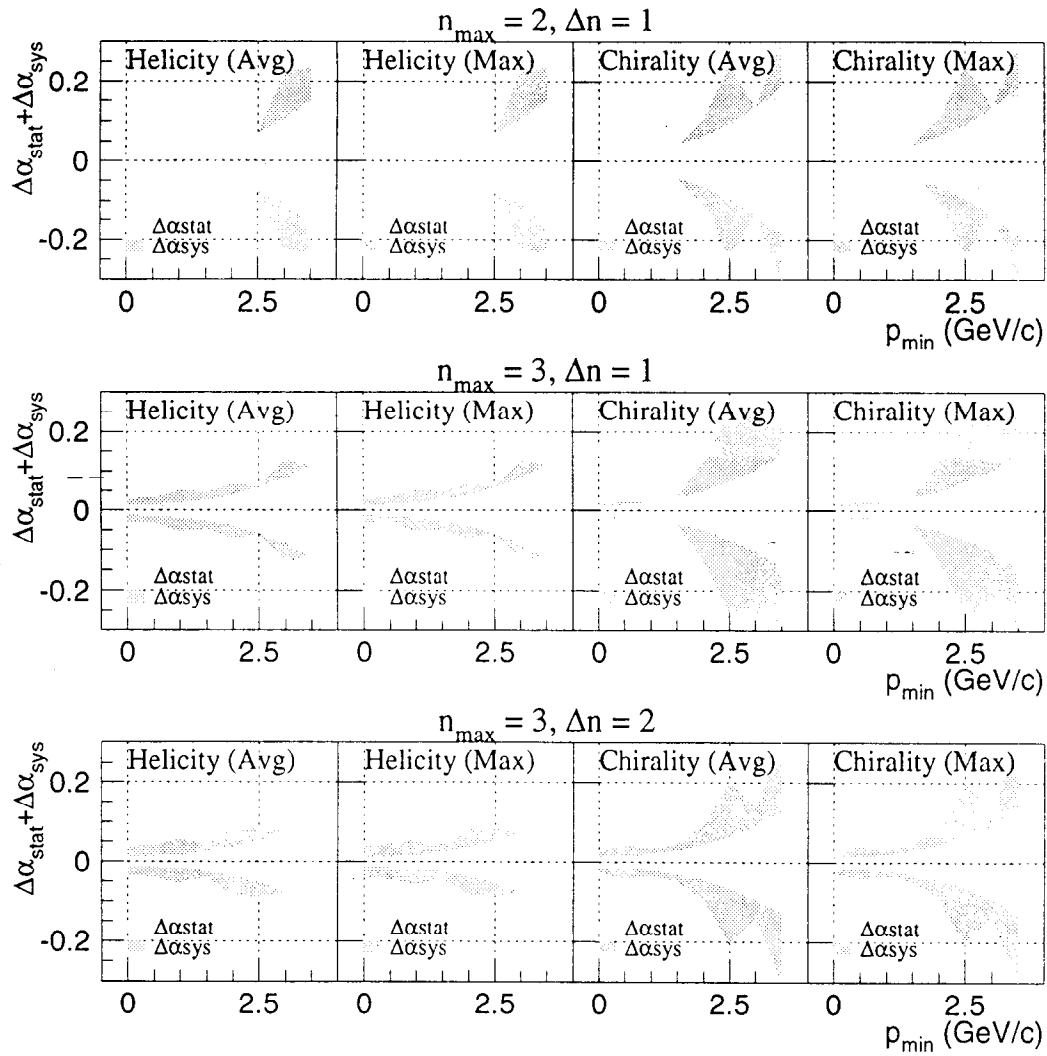 n_max = 2, Δn = 1
Δα_stat+Δα_sys
Helicity (Avg) Helicity (Max) Chirality (Avg) Chirality (Max)
0.2
0
-0.2
Δαstat Δαstat Δαstat Δαstat
Δαsys Δαsys Δαsys Δαsys
0 2.5 0 2.5 0 2.5 0 2.5
p_min (GeV/c)
n_max = 3, Δn = 1
Δα_stat+Δα_sys
Helicity (Avg) Helicity (Max) Chirality (Avg) Chirality (Max)
0.2
0
-0.2
Δαstat Δαstat Δαstat Δαstat
Δαsys Δαsys Δαsys Δαsys
0 2.5 0 2.5 0 2.5 0 2.5
p_min (GeV/c)
n_max = 3, Δn = 2
Δα_stat+Δα_sys
Helicity (Avg) Helicity (Max) Chirality (Avg) Chirality (Max)
0.2
0
-0.2
Δαstat Δαstat Δαstat Δαstat
Δαsys Δαsys Δαsys Δαsys
0 2.5 0 2.5 0 2.5 0 2.5
p_min (GeV/c)